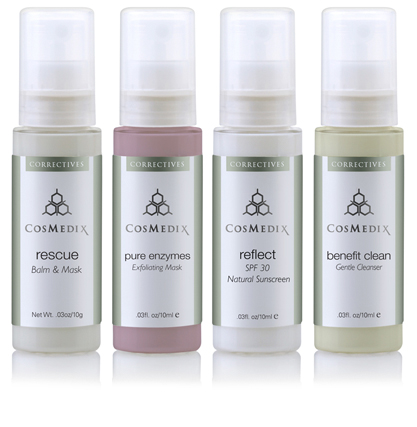 CORRECTIVES
COSMEDIX
rescue
Balm & Mask
Net Wt. .03oz/10g
CORRECTIVES
COSMEDIX
pure enzymes
Exfoliating Mask
.03fl. oz/10ml e
CORRECTIVES
COSMEDIX
reflect
SPF 30
Natural Sunscreen
.03fl. oz/10ml e
CORRECTIVES
COSMEDIX
benefit clean
Gentle Cleanser
.03fl. oz/10ml e